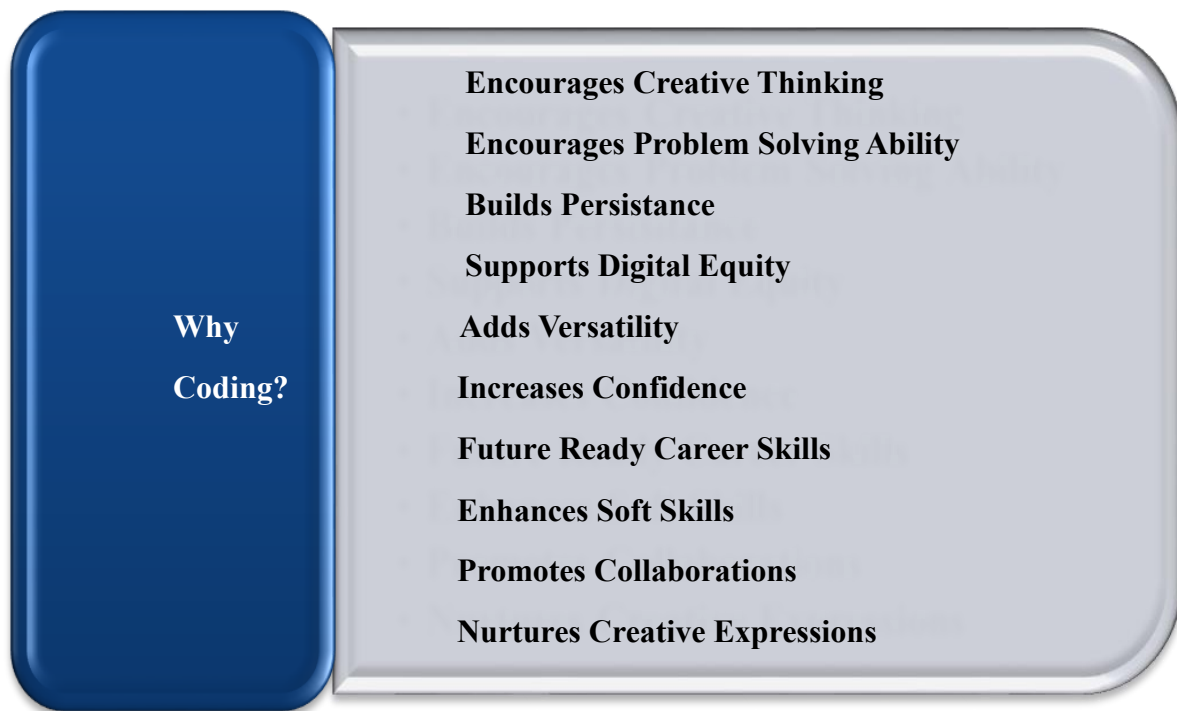 Why
Coding?
Encourages Creative Thinking
Encourages Problem Solving Ability
Builds Persistance
Supports Digital Equity
Adds Versatility
Increases Confidence
Future Ready Career Skills
Enhances Soft Skills
Promotes Collaborations
Nurtures Creative Expressions